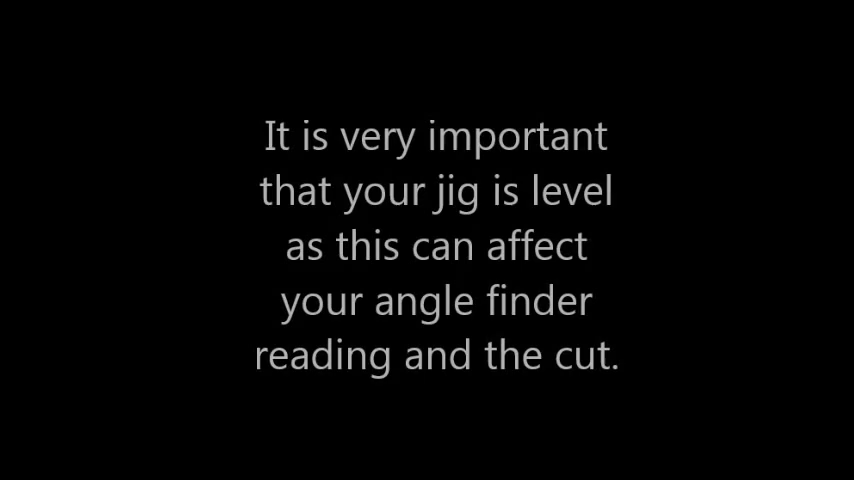 It is very important
that your jig is level
as this can affect
your angle finder
reading and the cut.